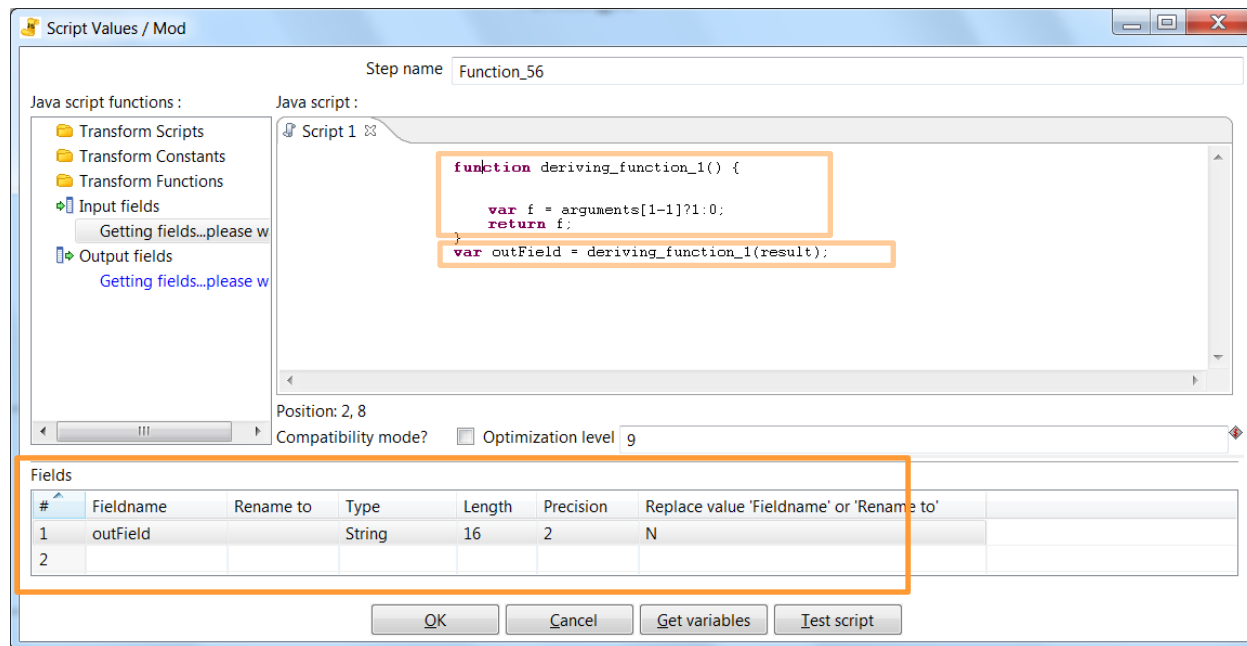 Script Values / Mod
Step name Function_56
Java script functions :
Java script :
Transform Scripts
Transform Constants
Transform Functions
Input fields
Getting fields...please w
Output fields
Getting fields...please w
Script 1
function deriving_function_1() {
var f = arguments[1-1]?1:0;
return f;
}
var outField = deriving_function_1(result);
Position: 2, 8
Compatibility mode? Optimization level 9
Fields
# Fieldname Rename to Type Length Precision Replace value 'Fieldname' or 'Rename to'
1 outField String 16 2 N
2
OK Cancel Get variables Test script